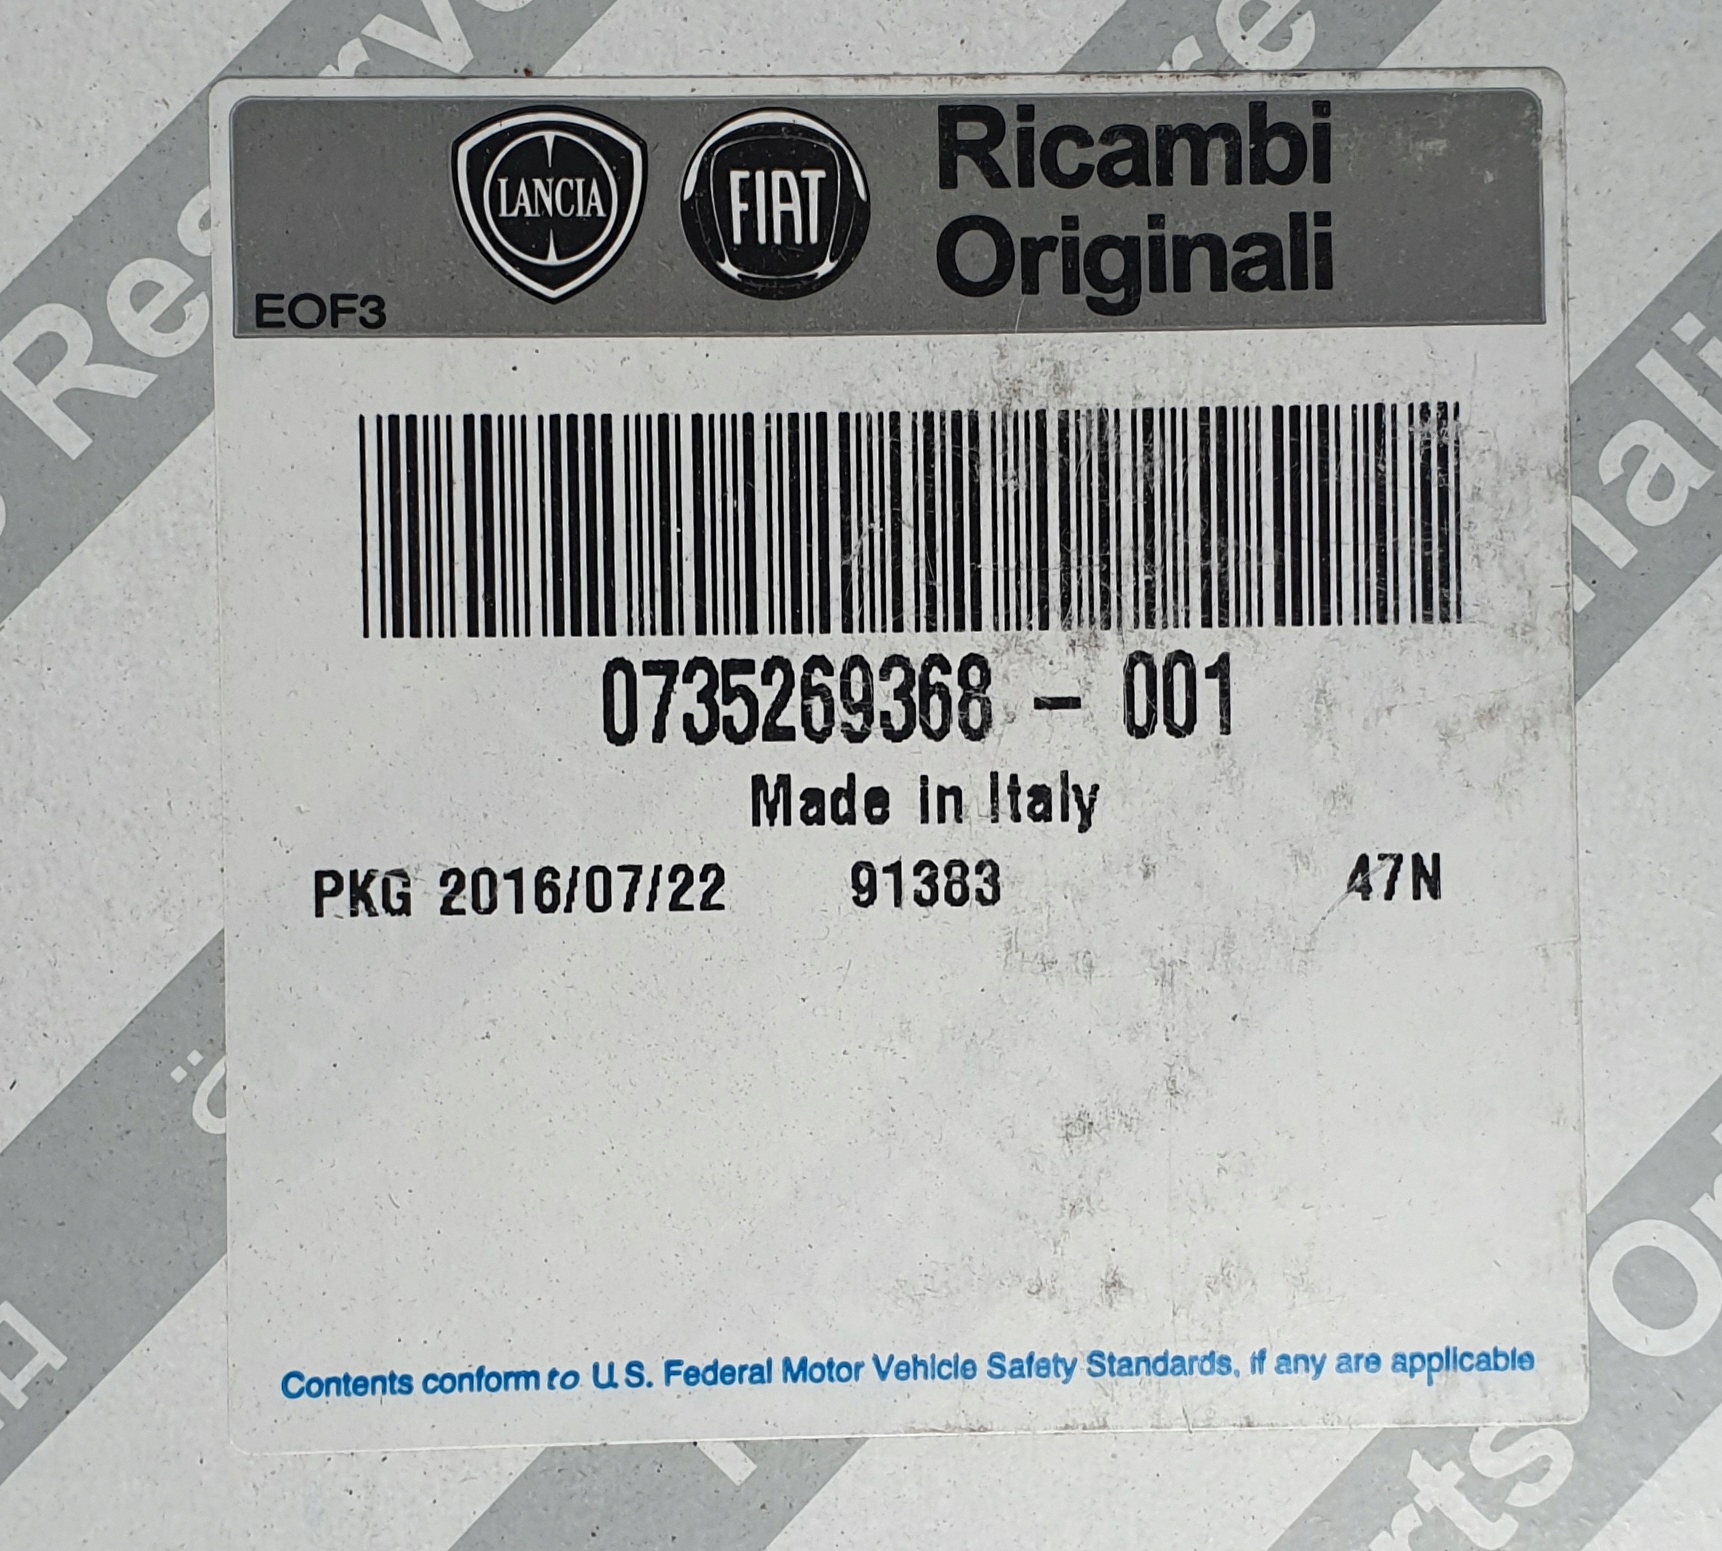 LANCIA
FIAT
Ricambi
Originali
EOF3
0735269368 - 001
Made in Italy
PKG 2016/07/22 91383 47N
Contents conform to U.S. Federal Motor Vehicle Safety Standards, if any are applicable